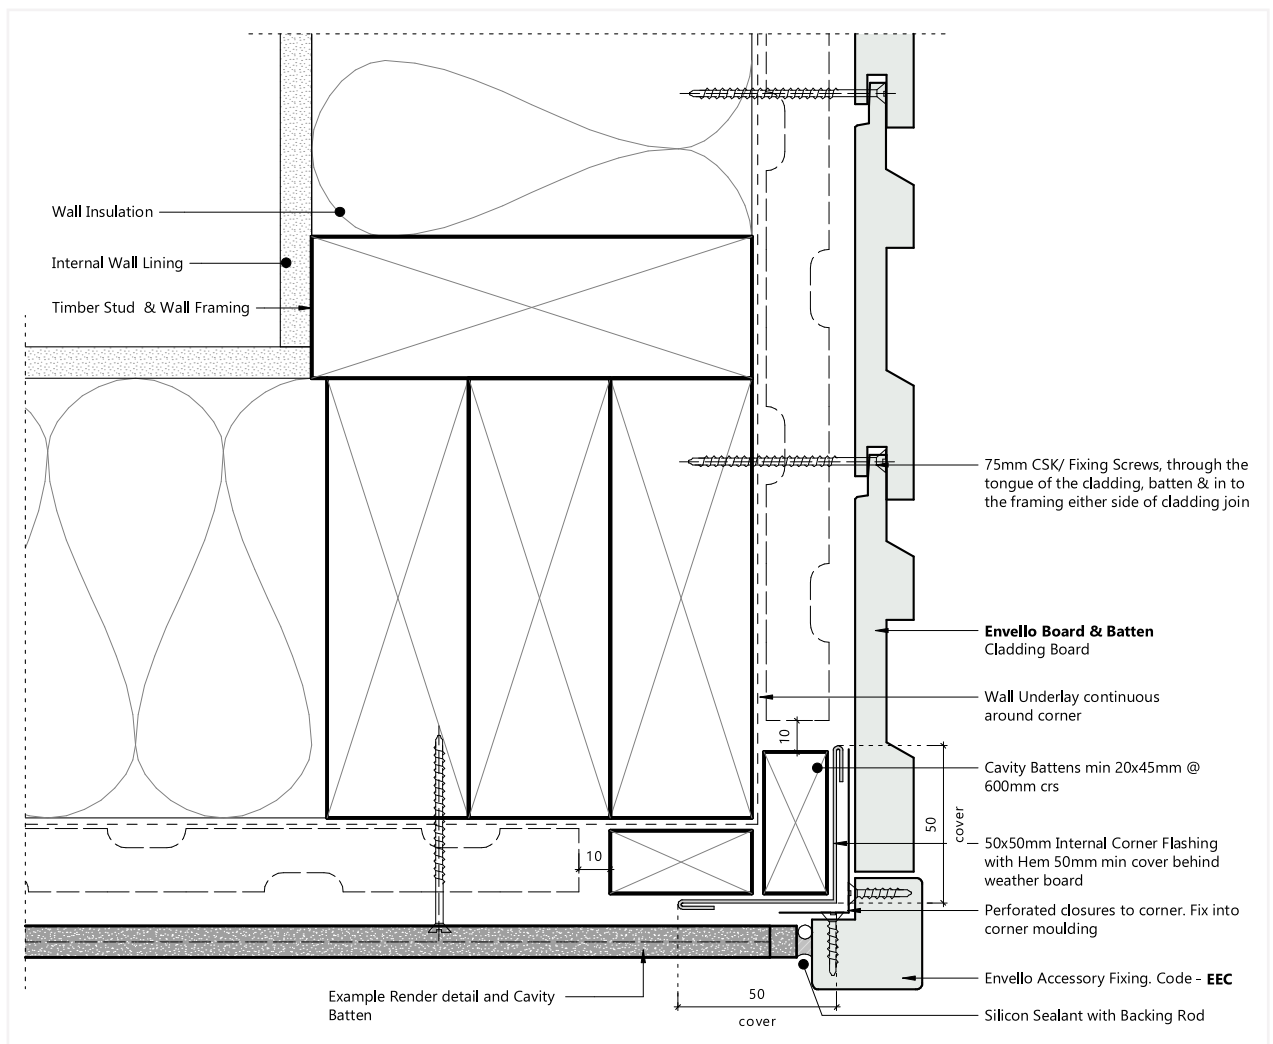 Wall Insulation
Internal Wall Lining
Timber Stud & Wall Framing
75mm CSK/ Fixing Screws, through the
tongue of the cladding, batten & in to
the framing either side of cladding join
Envello Board & Batten
Cladding Board
Wall Underlay continuous
around corner
10
Cavity Battens min 20x45mm @
600mm crs
50
cover
50x50mm Internal Corner Flashing
with Hem 50mm min cover behind
weather board
10
Perforated closures to corner. Fix into
corner moulding
Envello Accessory Fixing. Code - EEC
Example Render detail and Cavity
Batten
50
cover
Silicon Sealant with Backing Rod